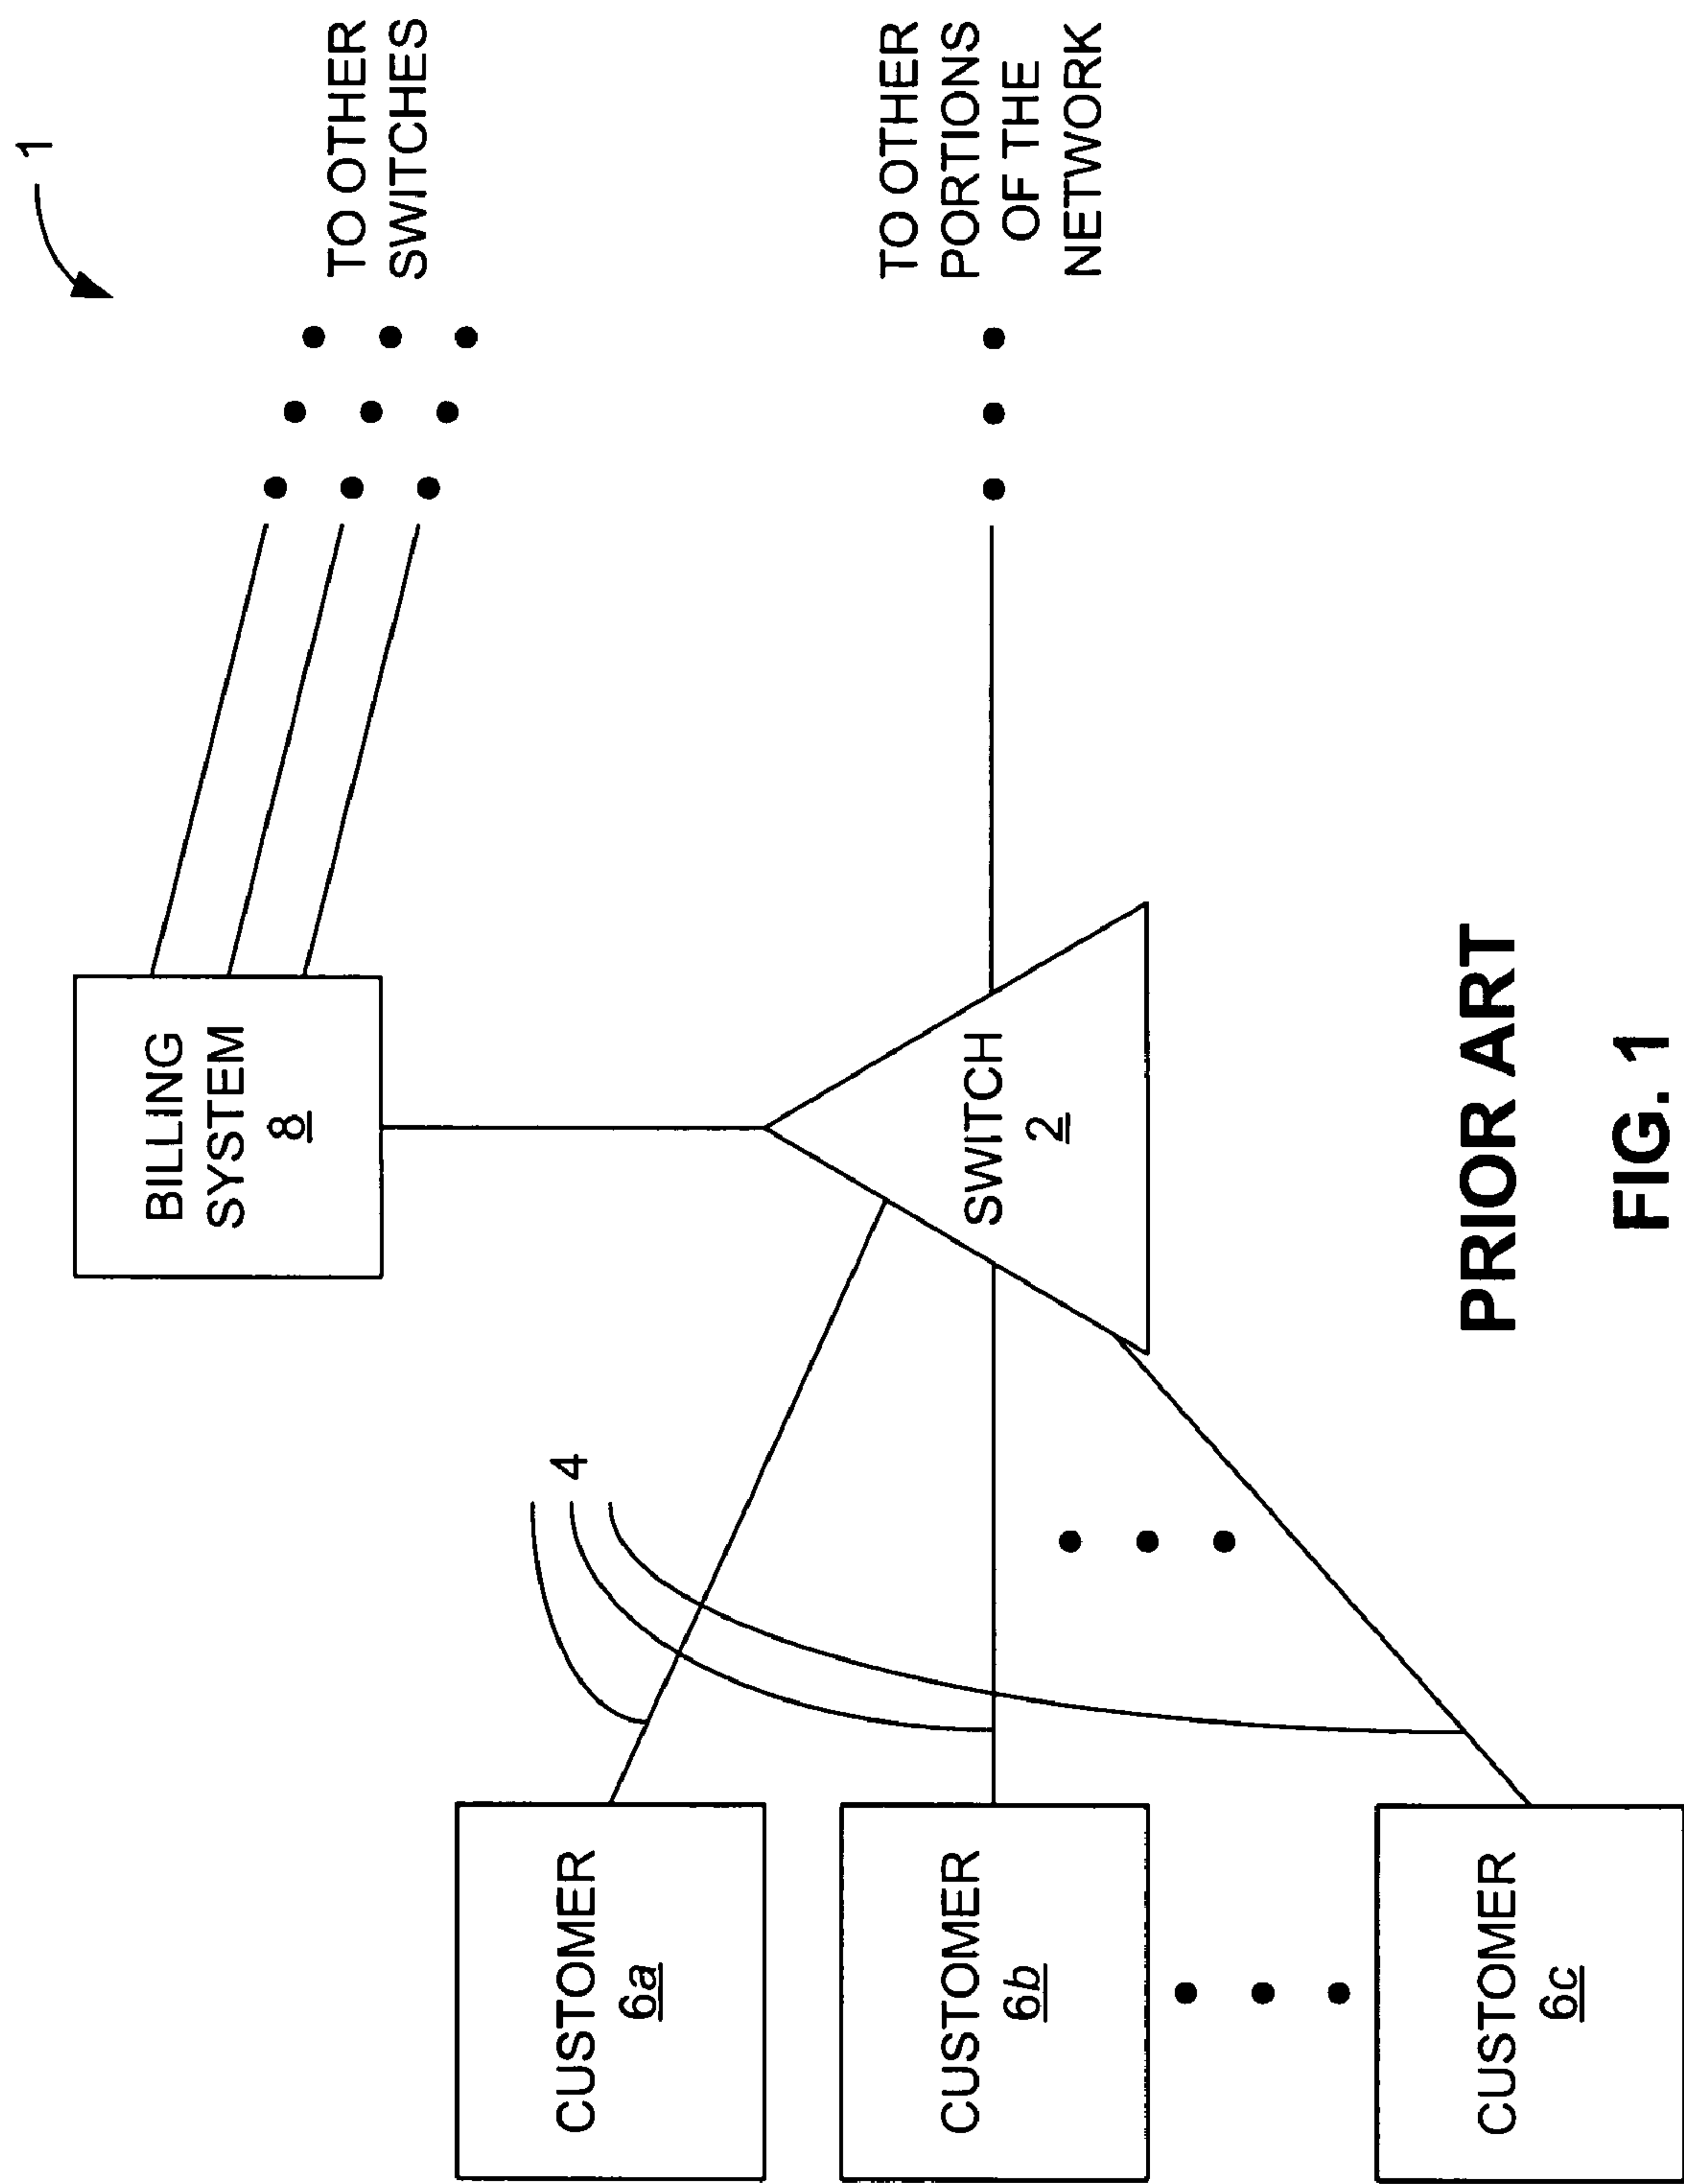 1
TO OTHER
SWITCHES
BILLING
SYSTEM
8
4
CUSTOMER
6a
SWITCH
2
TO OTHER
PORTIONS
OF THE
NETWORK
CUSTOMER
6b
CUSTOMER
6c
PRIOR ART
FIG. 1